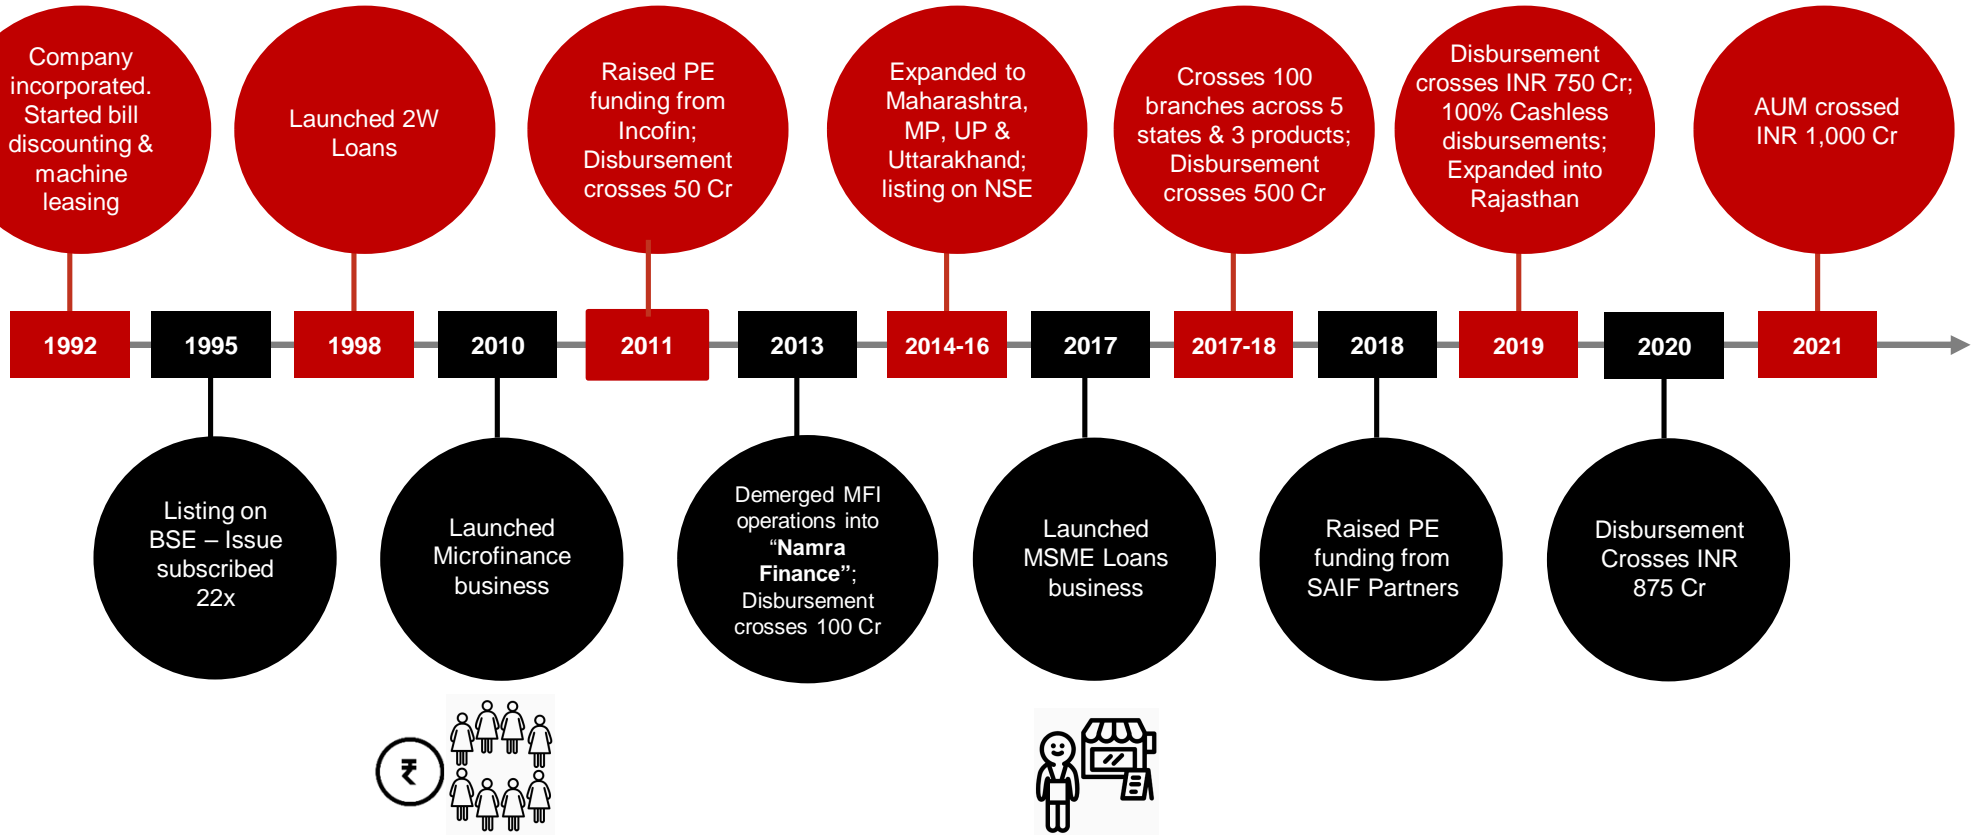 Company
incorporated.
Started bill
discounting &
machine
leasing
Launched 2W
Loans
Raised PE
funding from
Incofin;
Disbursement
crosses 50 Cr
Expanded to
Maharashtra,
MP, UP &
Uttarakhand;
listing on NSE
Crosses 100
branches across 5
states & 3 products;
Disbursement
crosses 500 Cr
Disbursement
crosses INR 750 Cr;
100% Cashless
disbursements;
Expanded into
Rajasthan
AUM crossed
INR 1,000 Cr
1992
1995
1998
2010
2011
2013
2014-16
2017
2017-18
2018
2019
2020
2021
Listing on
BSE – Issue
subscribed
22x
Launched
Microfinance
business
Demerged MFI
operations into
“Namra
Finance”;
Disbursement
crosses 100 Cr
Launched
MSME Loans
business
Raised PE
funding from
SAIF Partners
Disbursement
Crosses INR
875 Cr
₹